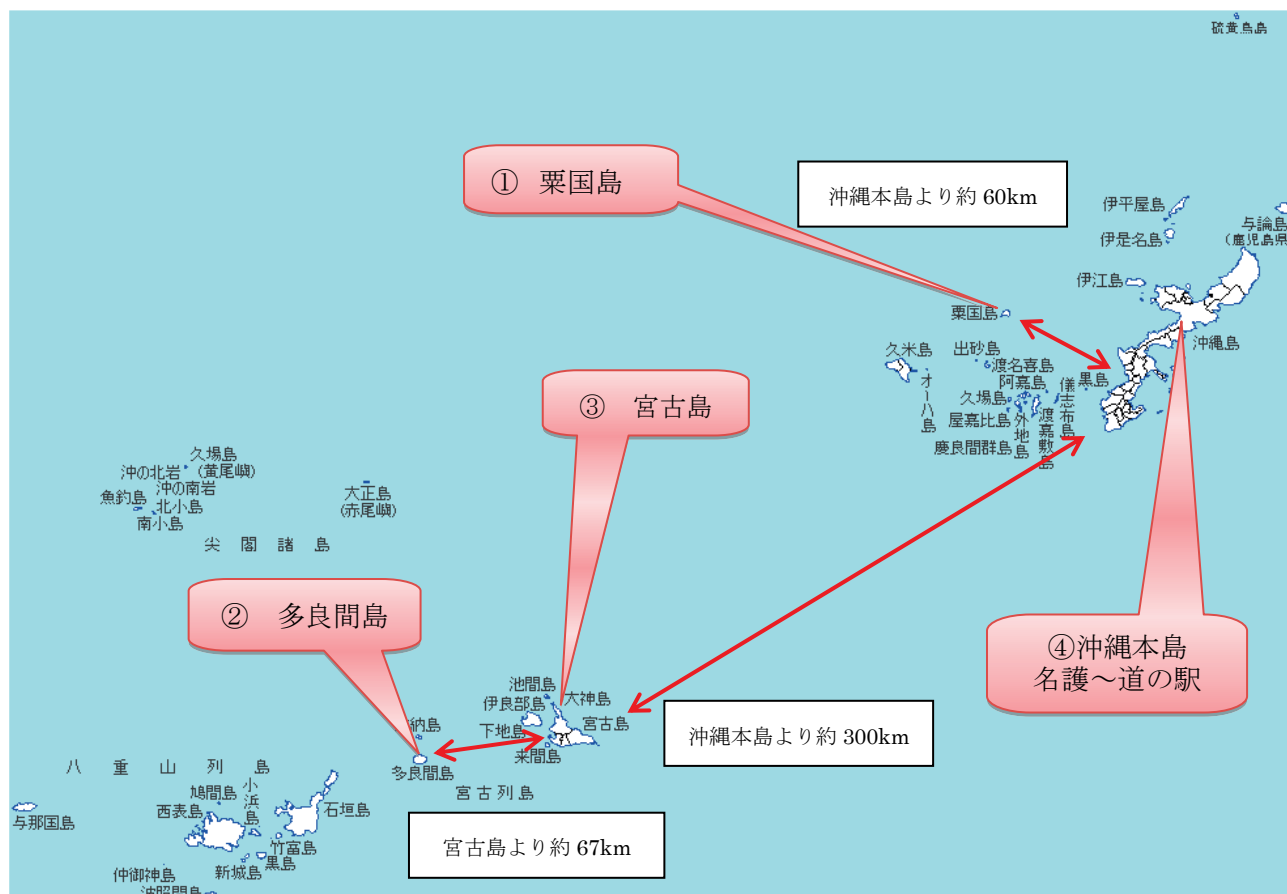 硫黄鳥島
① 粟国島
沖縄本島より約 60km
伊平屋島
与論島
(鹿児島県
伊是名島
伊江島
粟国島
沖縄島
久米島
出砂島
渡名喜島
阿嘉島
黒島
オーハ島
久場島
儀志布島
屋嘉比島
外地島
渡嘉敷島
慶良間群島
③ 宮古島
久場島
(黄尾嶼)
沖の北岩
沖の南岩
魚釣島
北小島
南小島
大正島
(赤尾嶼)
尖閣諸島
② 多良間島
④沖縄本島
名護～道の駅
池間島
大神島
伊良部島
宮古島
納島
下地島
来間島
沖縄本島より約 300km
多良間島
宮古列島
八重山列島
鳩間島
小浜島
西表島
石垣島
与那国島
竹富島
黒島
新城島
仲御神島
宮古島より約 67km